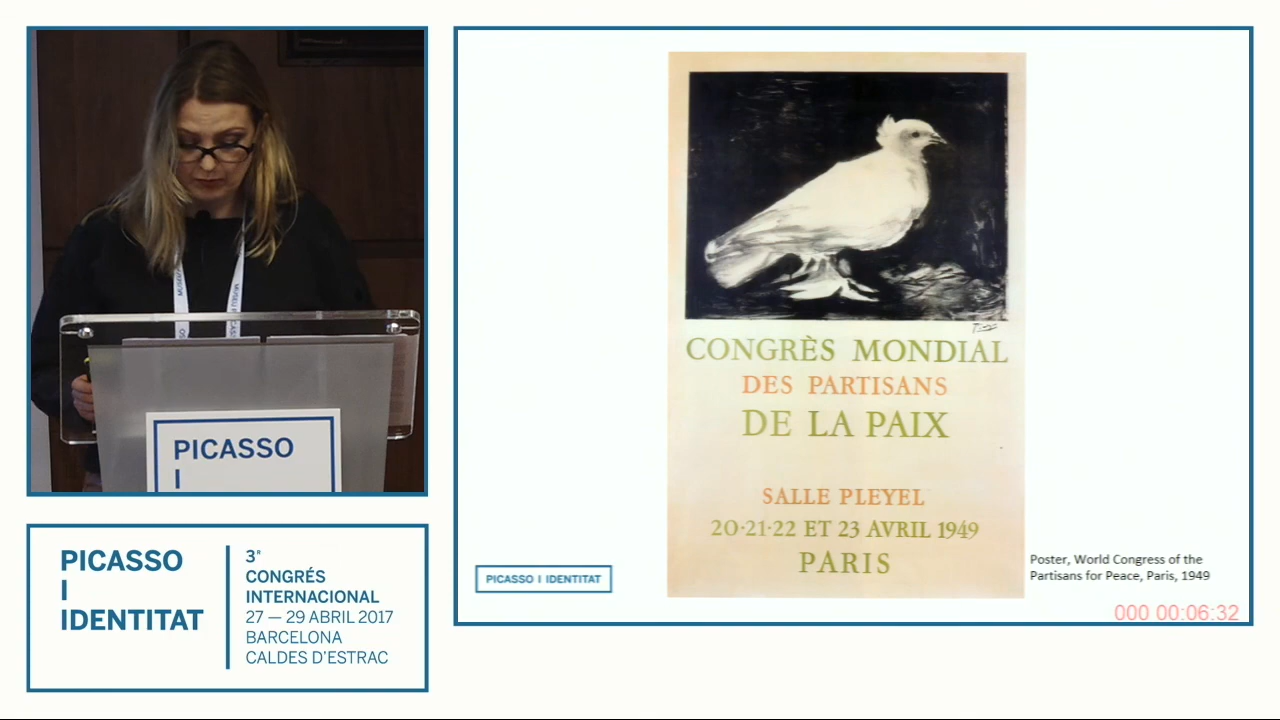 PICASSO
I
PICASSO
I
IDENTITAT
3r
CONGRÉS
INTERNACIONAL
27 — 29 ABRIL 2017
BARCELONA
CALDES D'ESTRAC
CONGRÈS MONDIAL
DES PARTISANS
DE LA PAIX
SALLE PLEYEL
20·21·22 ET 23 AVRIL 1949
PARIS
PICASSO I IDENTITAT
Poster, World Congress of the
Partisans for Peace, Paris, 1949
000 00:06:32